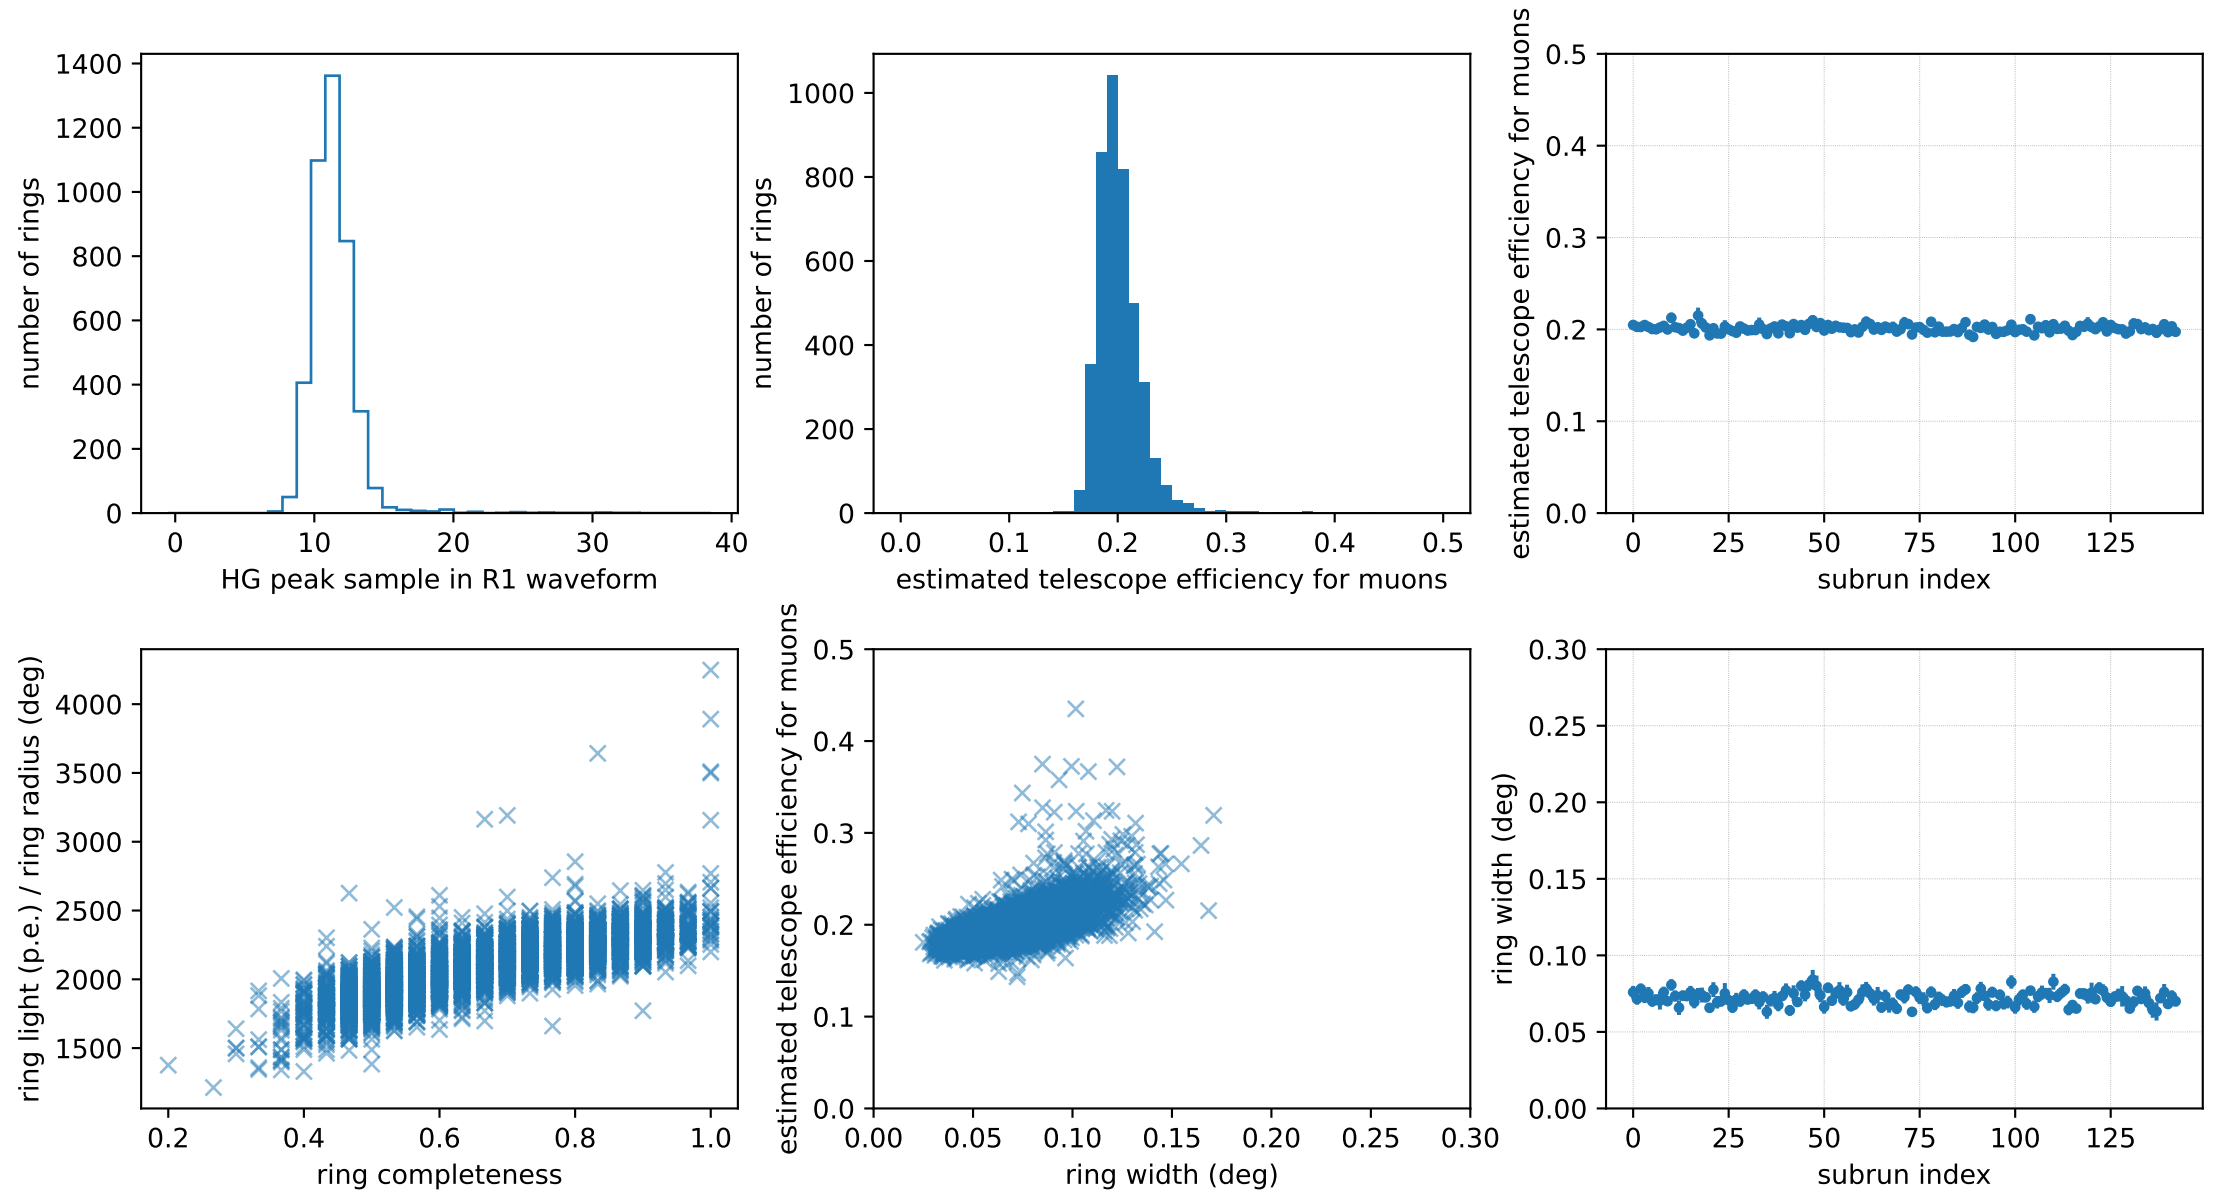 number of rings
1400
1200
1000
800
600
400
200
0
0 10 20 30 40
HG peak sample in R1 waveform
number of rings
1000
800
600
400
200
0
0.0 0.1 0.2 0.3 0.4 0.5
estimated telescope efficiency for muons
estimated telescope efficiency for muons
0.5
0.4
0.3
0.2
0.1
0.0
0 25 50 75 100 125
subrun index
ring light (p.e.) / ring radius (deg)
4000
3500
3000
2500
2000
1500
0.2 0.4 0.6 0.8 1.0
ring completeness
estimated telescope efficiency for muons
0.5
0.4
0.3
0.2
0.1
0.0
0.00 0.05 0.10 0.15 0.20 0.25 0.30
ring width (deg)
ring width (deg)
0.30
0.25
0.20
0.15
0.10
0.05
0.00
0 25 50 75 100 125
subrun index